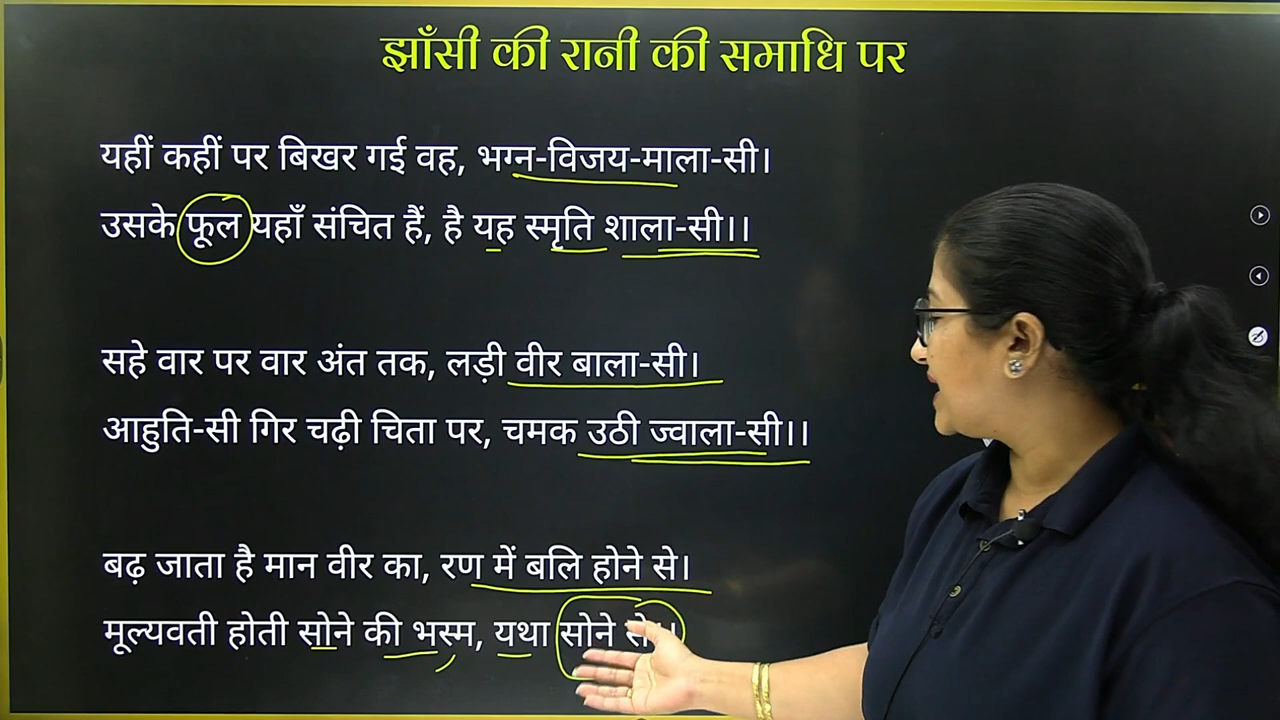 झाँसी की रानी की समाधि पर
यहीं कहीं पर बिखर गई वह, भग्न-विजय-माला-सी।
उसके फूल यहाँ संचित हैं, है यह स्मृति शाला-सी।।
सहे वार पर वार अंत तक, लड़ी वीर बाला-सी।
आहुति-सी गिर चढ़ी चिता पर, चमक उठी ज्वाला-सी।।
बढ़ जाता है मान वीर का, रण में बलि होने से।
मूल्यवती होती सोने की भस्म, यथा सोने से।।